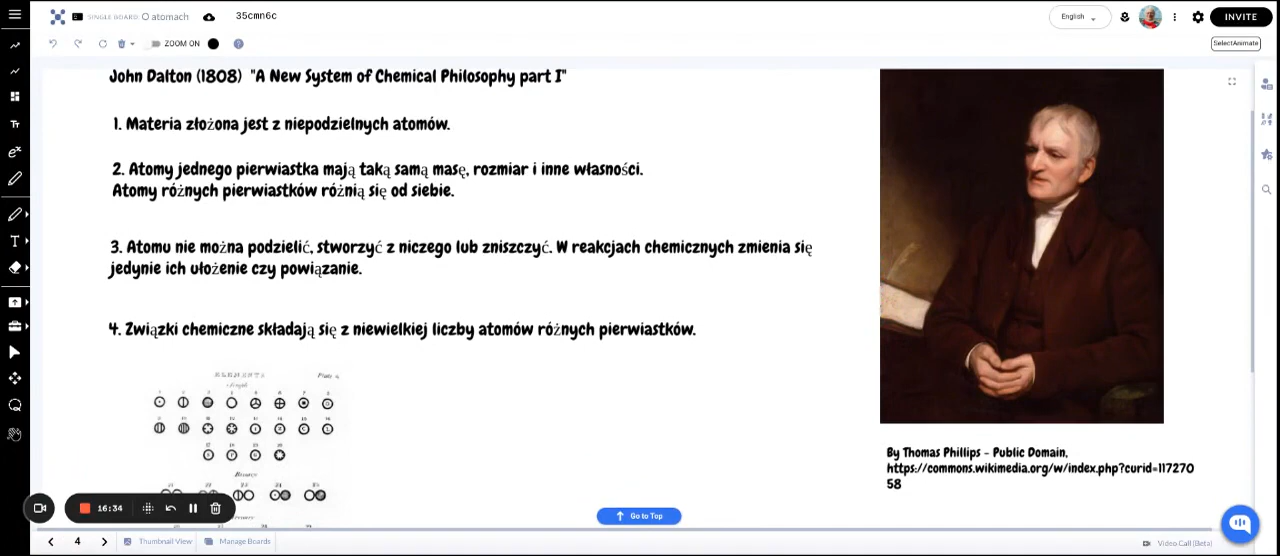 SINGLE BOARD: O atomach
35cmn6c
English
INVITE
ZOOM ON
SelectAnimate
John Dalton (1808) "A New System of Chemical Philosophy part I"
1. Materia złożona jest z niepodzielnych atomów.
2. Atomy jednego pierwiastka mają taką samą masę, rozmiar i inne własności.
Atomy różnych pierwiastków różnią się od siebie.
3. Atomu nie można podzielić, stworzyć z niczego lub zniszczyć. W reakcjach chemicznych zmienia się
jedynie ich ułożenie czy powiązanie.
4. Związki chemiczne składają się z niewielkiej liczby atomów różnych pierwiastków.
ELEMENTS
Simple
Binary
By Thomas Phillips - Public Domain,
https://commons.wikimedia.org/w/index.php?curid=117270
58
16:34
Go to Top
4
Thumbnail View
Manage Boards
Video Call (Beta)